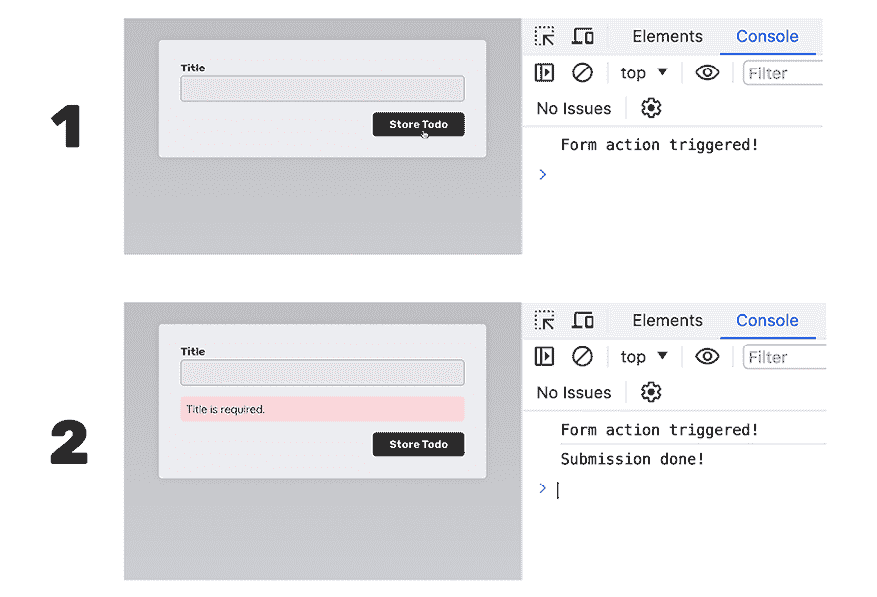 1
Title
Store Todo
Elements Console
top Filter
No Issues
Form action triggered!
>
2
Title
Title is required.
Store Todo
Elements Console
top Filter
No Issues
Form action triggered!
Submission done!
>